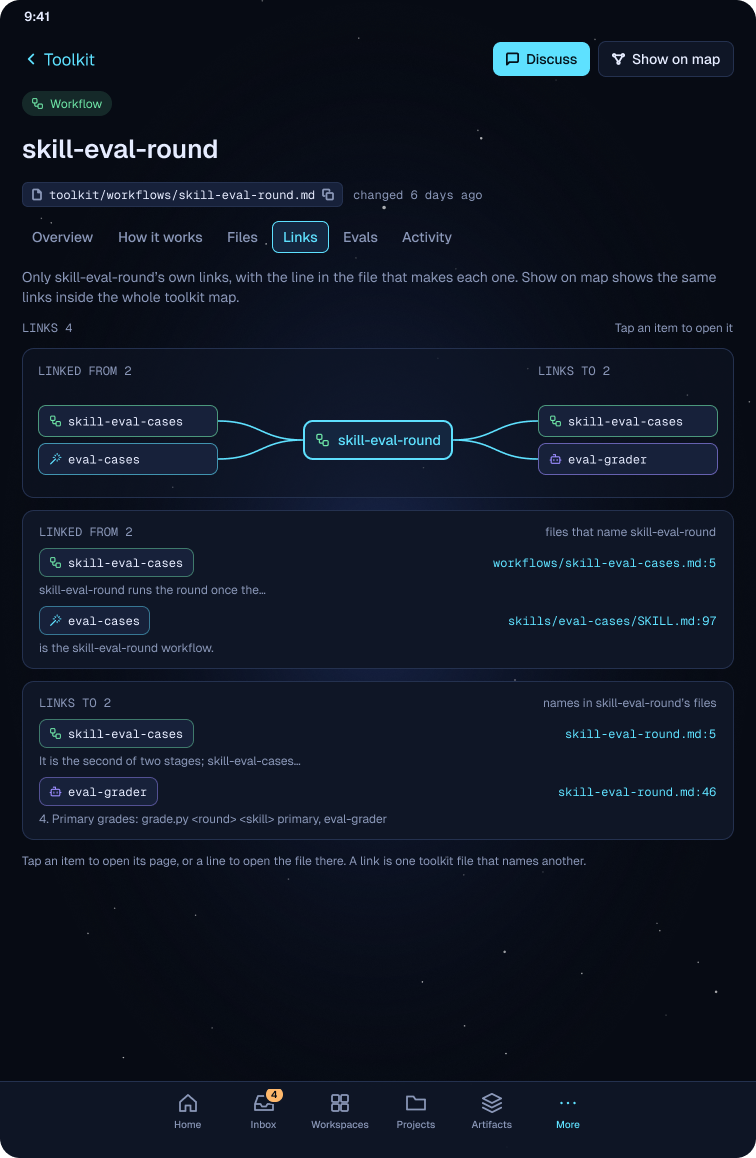 9:41
Toolkit
Discuss
Show on map
Workflow
skill-eval-round
toolkit/workflows/skill-eval-round.md
changed 6 days ago
Overview
How it works
Files
Links
Evals
Activity
Only skill-eval-round’s own links, with the line in the file that makes each one. Show on map shows the same
links inside the whole toolkit map.
LINKS 4
Tap an item to open it
LINKED FROM 2
LINKS TO 2
skill-eval-cases
eval-cases
skill-eval-round
skill-eval-cases
eval-grader
LINKED FROM 2
files that name skill-eval-round
skill-eval-cases
workflows/skill-eval-cases.md:5
skill-eval-round runs the round once the…
eval-cases
skills/eval-cases/SKILL.md:97
is the skill-eval-round workflow.
LINKS TO 2
names in skill-eval-round’s files
skill-eval-cases
skill-eval-round.md:5
It is the second of two stages; skill-eval-cases…
eval-grader
skill-eval-round.md:46
4. Primary grades: grade.py <round> <skill> primary, eval-grader
Tap an item to open its page, or a line to open the file there. A link is one toolkit file that names another.
4
Home
Inbox
Workspaces
Projects
Artifacts
More